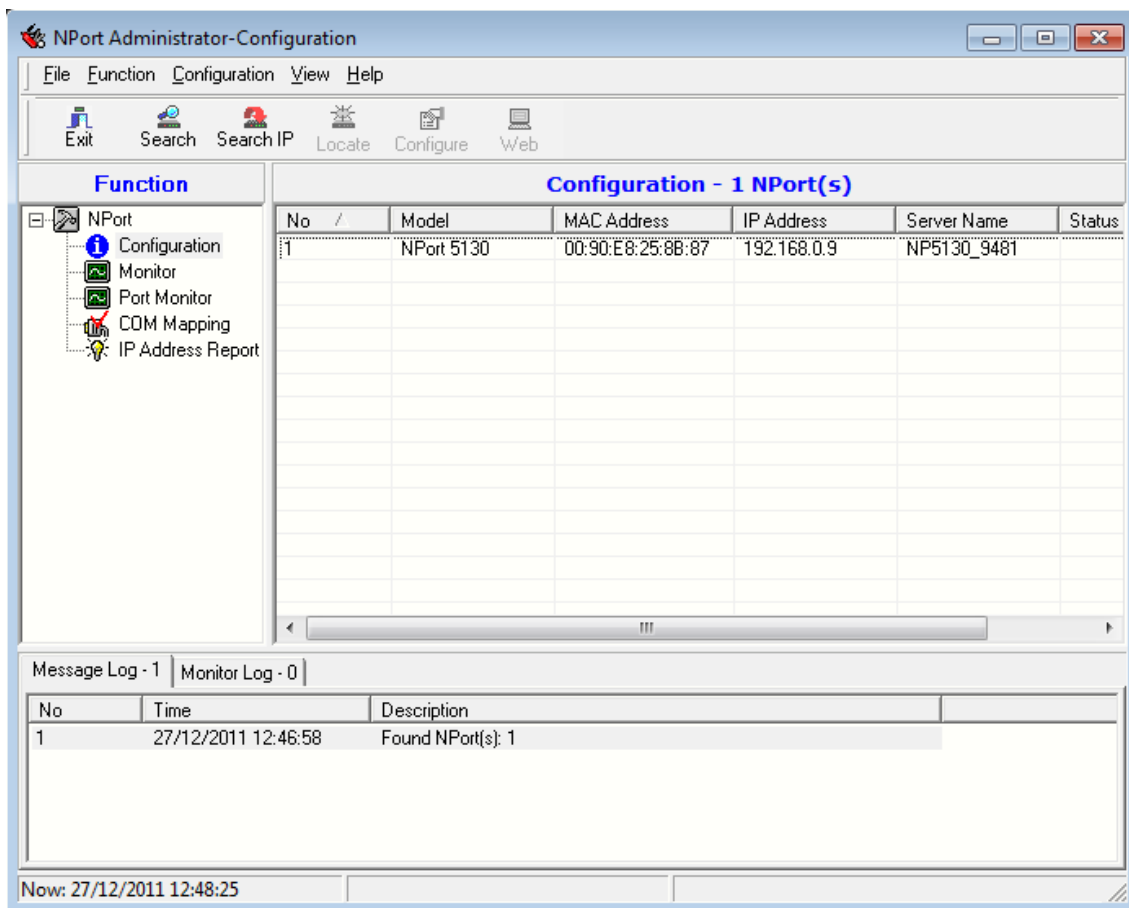 NPort Administrator-Configuration
File Function Configuration View Help
Exit Search Search IP Locate Configure Web
Function
Configuration - 1 NPort(s)
NPort
Configuration
Monitor
Port Monitor
COM Mapping
IP Address Report
No Model MAC Address IP Address Server Name Status
1 NPort 5130 00:90:E8:25:8B:87 192.168.0.9 NP5130_9481
Message Log - 1 Monitor Log - 0
No Time Description
1 27/12/2011 12:46:58 Found NPort(s): 1
Now: 27/12/2011 12:48:25